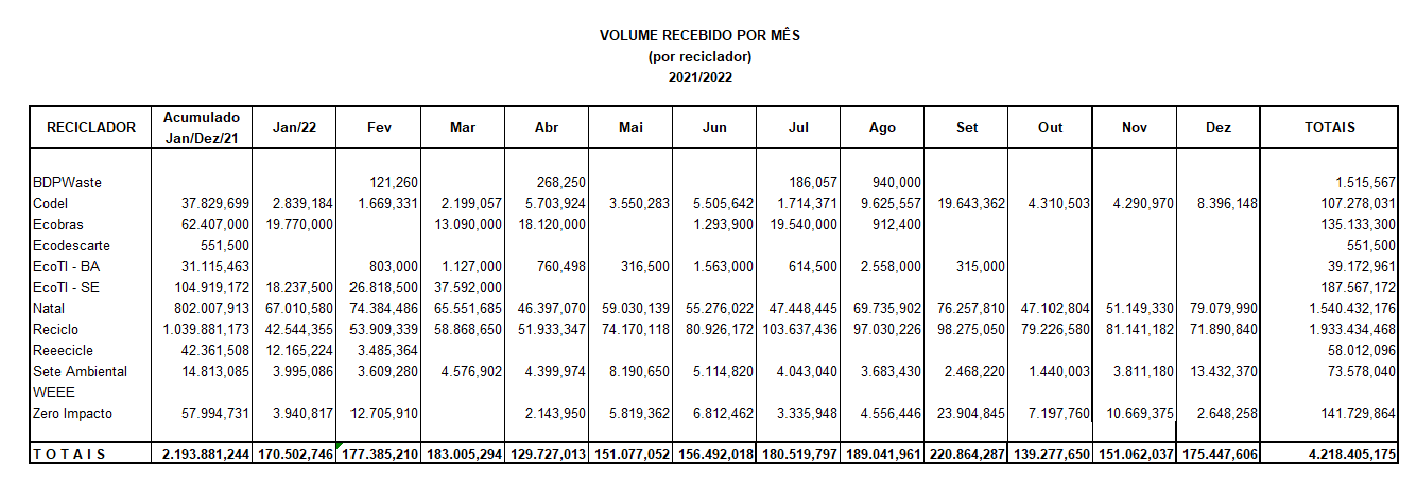 VOLUME RECEBIDO POR MÊS
(por reciclador)
2021/2022
RECICLADOR Acumulado Jan/Dez/21 Jan/22 Fev Mar Abr Mai Jun Jul Ago Set Out Nov Dez TOTAIS
BDPWaste 121,260 268,250 186,057 940,000 1.515,567
Codel 37.829,699 2.839,184 1.669,331 2.199,057 5.703,924 3.550,283 5.505,642 1.714,371 9.625,557 19.643,362 4.310,503 4.290,970 8.396,148 107.278,031
Ecobras 62.407,000 19.770,000 13.090,000 18.120,000 1.293,900 19.540,000 912,400 135.133,300
Ecodescarte 551,500 551,500
EcoTI - BA 31.115,463 803,000 1.127,000 760,498 316,500 1.563,000 614,500 2.558,000 315,000 39.172,961
EcoTI - SE 104.919,172 18.237,500 26.818,500 37.592,000 187.567,172
Natal 802.007,913 67.010,580 74.384,486 65.551,685 46.397,070 59.030,139 55.276,022 47.448,445 69.735,902 76.257,810 47.102,804 51.149,330 79.079,990 1.540.432,176
Reciclo 1.039.881,173 42.544,355 53.909,339 58.868,650 51.933,347 74.170,118 80.926,172 103.637,436 97.030,226 98.275,050 79.226,580 81.141,182 71.890,840 1.933.434,468
Reeecicle 42.361,508 12.165,224 3.485,364 58.012,096
Sete Ambiental 14.813,085 3.995,086 3.609,280 4.576,902 4.399,974 8.190,650 5.114,820 4.043,040 3.683,430 2.468,220 1.440,003 3.811,180 13.432,370 73.578,040
WEEE
Zero Impacto 57.994,731 3.940,817 12.705,910 2.143,950 5.819,362 6.812,462 3.335,948 4.556,446 23.904,845 7.197,760 10.669,375 2.648,258 141.729,864
T O T A I S 2.193.881,244 170.502,746 177.385,210 183.005,294 129.727,013 151.077,052 156.492,018 180.519,797 189.041,961 220.864,287 139.277,650 151.062,037 175.447,606 4.218.405,175